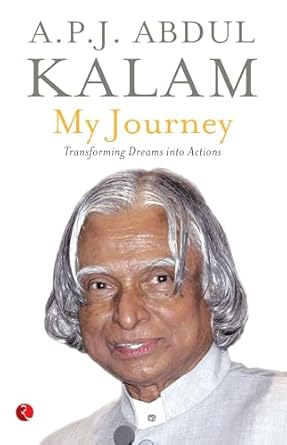 A.P.J. ABDUL
KALAM
My Journey
Transforming Dreams into Actions